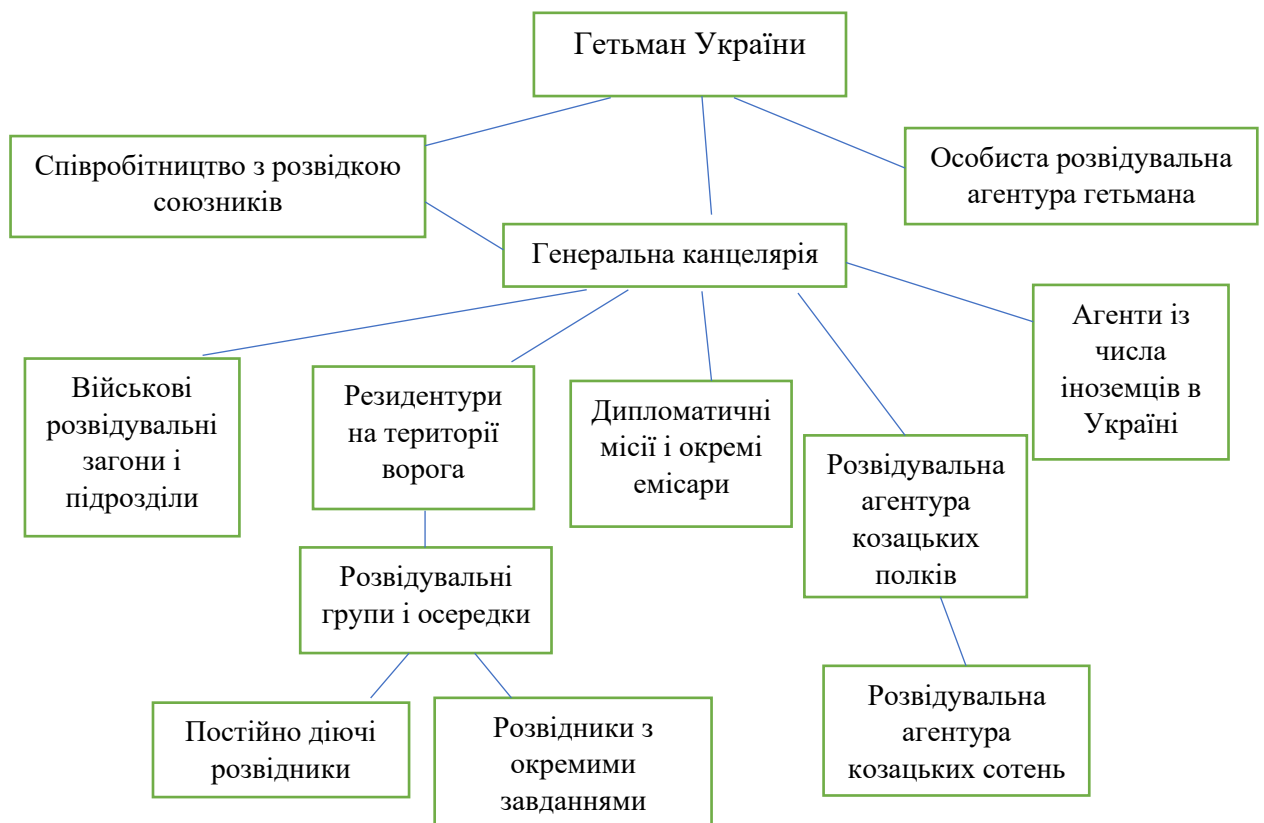 Гетьман України
Співробітництво з розвідкою
союзників
Особиста розвідувальна
агентура гетьмана
Генеральна канцелярія
Агенти із
числа
іноземців в
Україні
Військові
розвідувальні
загони і
підрозділи
Резидентури
на території
ворога
Дипломатичні
місії і окремі
емісари
Розвідувальна
агентура
козацьких
полків
Розвідувальні
групи і осередки
Розвідувальна
агентура
козацьких сотень
Постійно діючі
розвідники
Розвідники з
окремими
завданнями